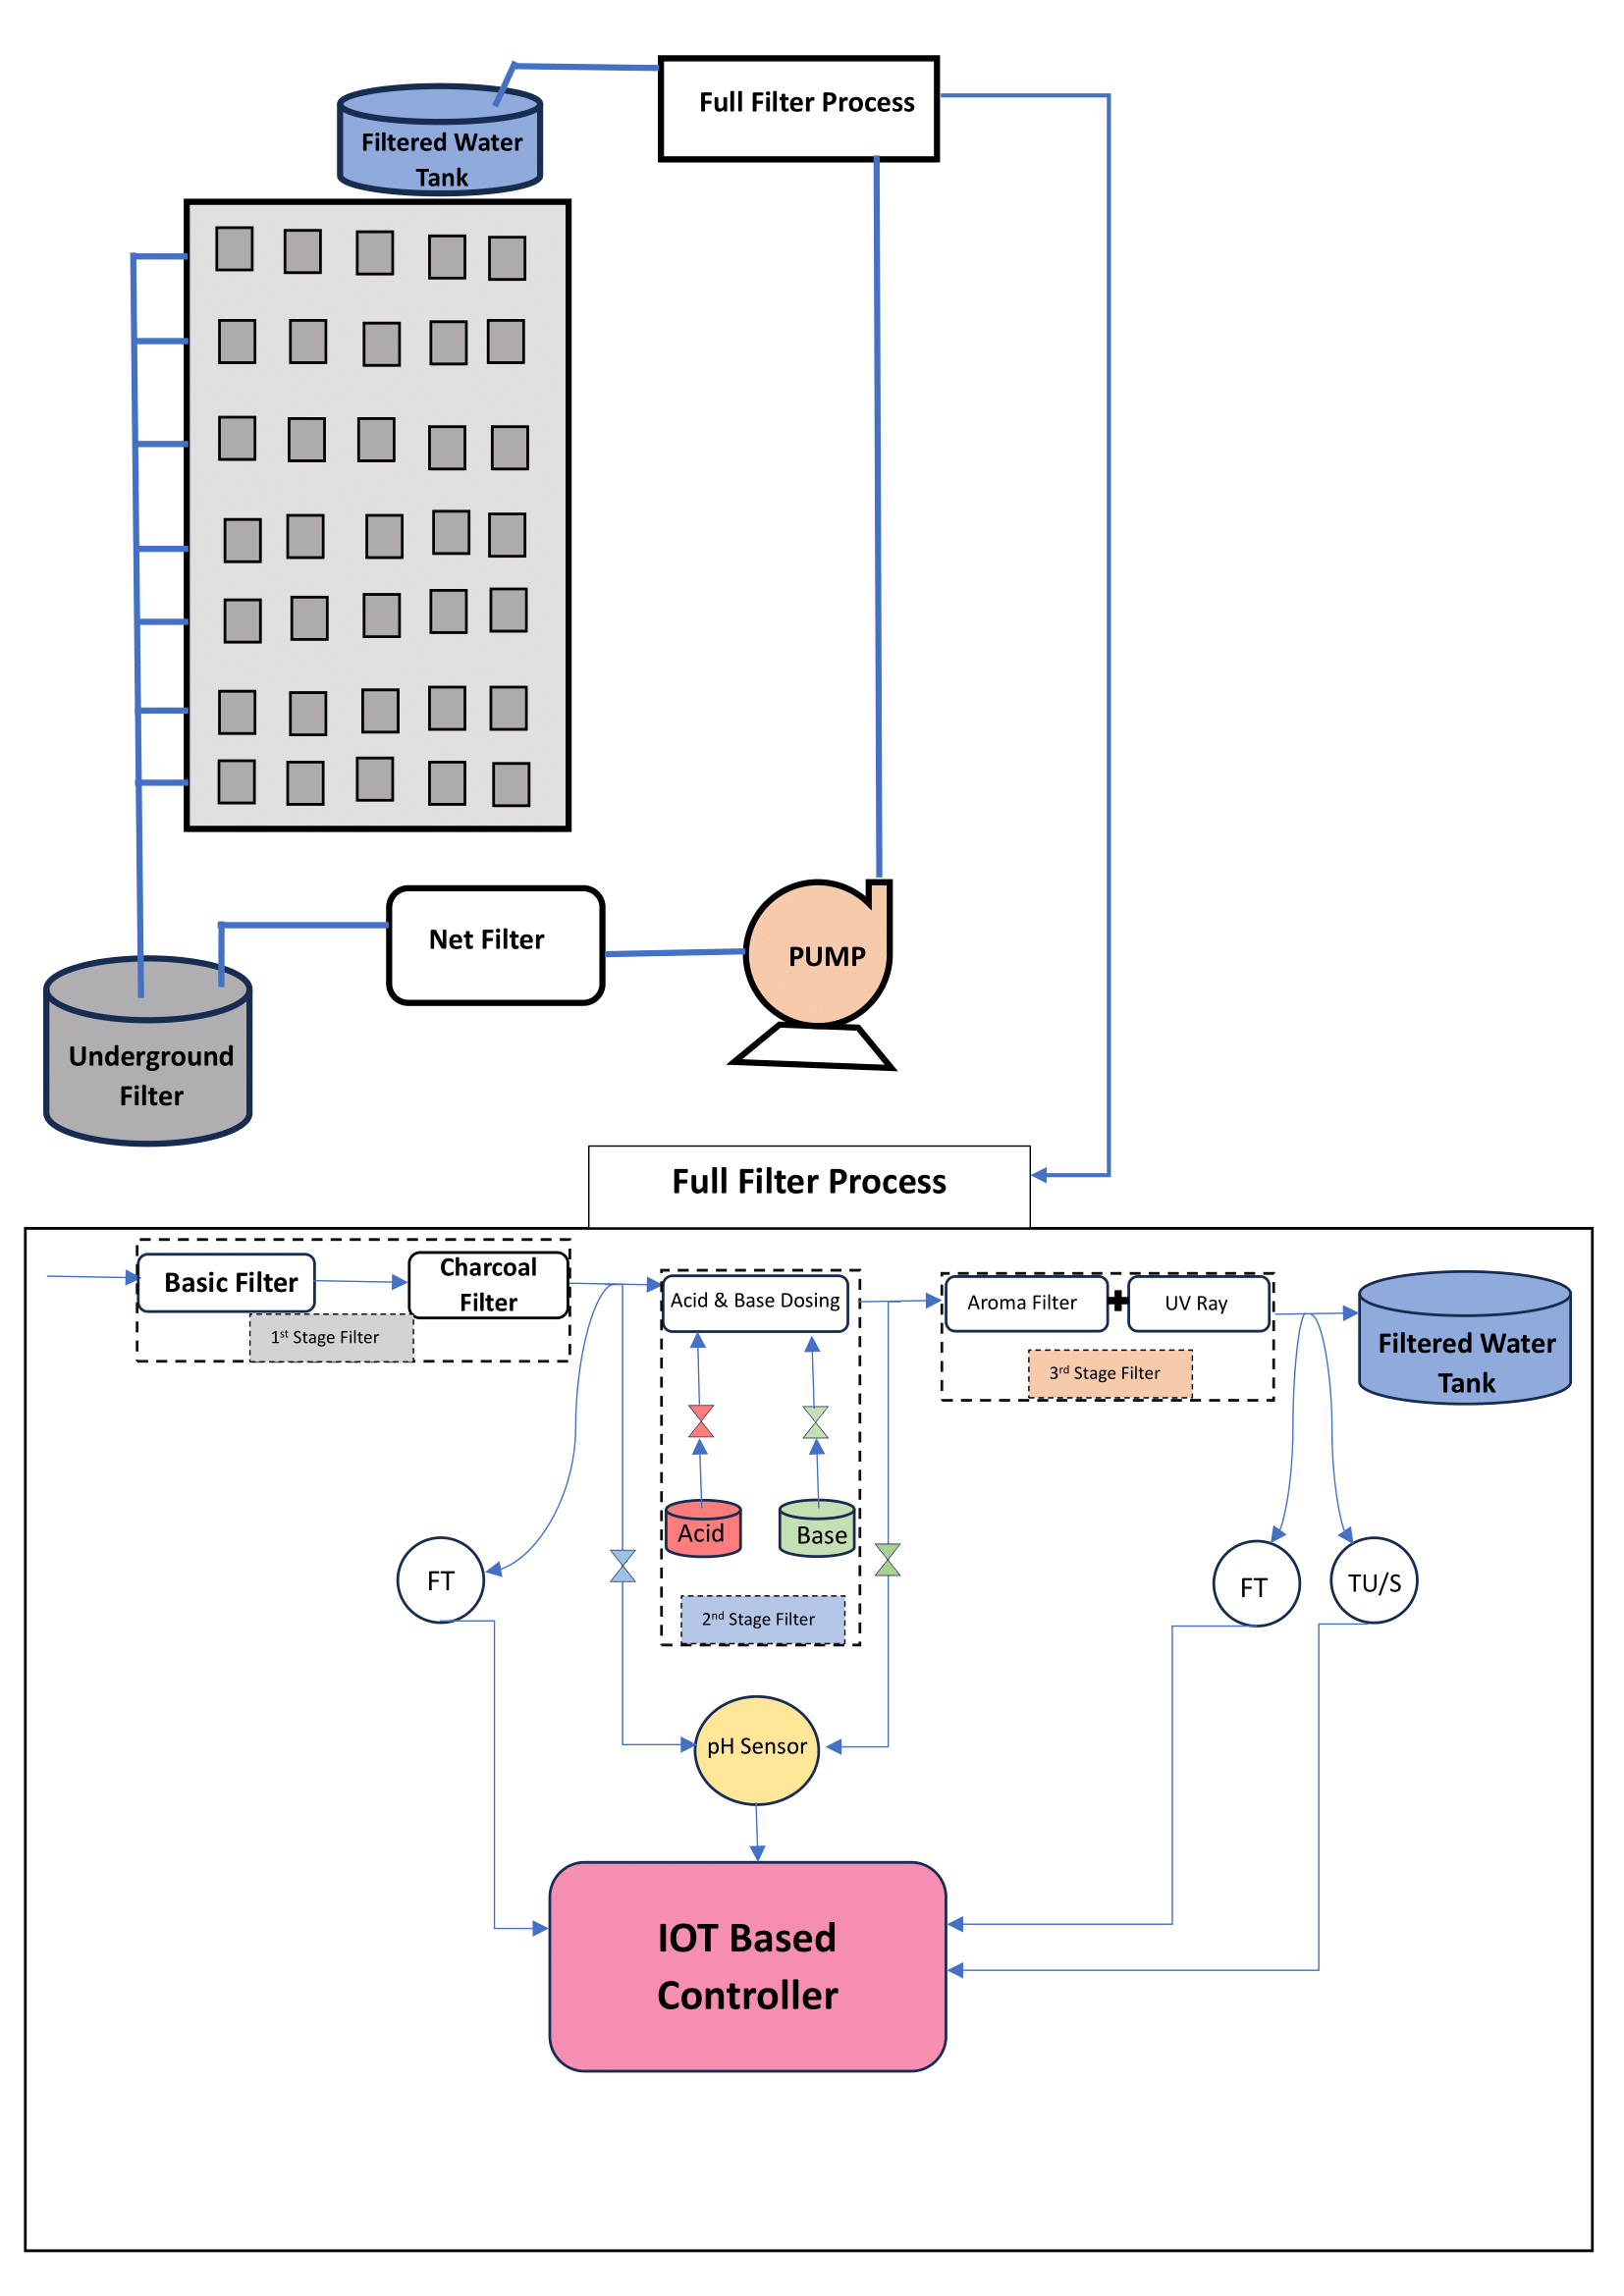 Full Filter Process
Filtered Water
Tank
Net Filter
PUMP
Underground
Filter
Full Filter Process
Basic Filter
Charcoal
Filter
1st Stage Filter
Acid & Base Dosing
Aroma Filter
UV Ray
3rd Stage Filter
Filtered Water
Tank
Acid
Base
2nd Stage Filter
FT
FT
TU/S
pH Sensor
IOT Based
Controller